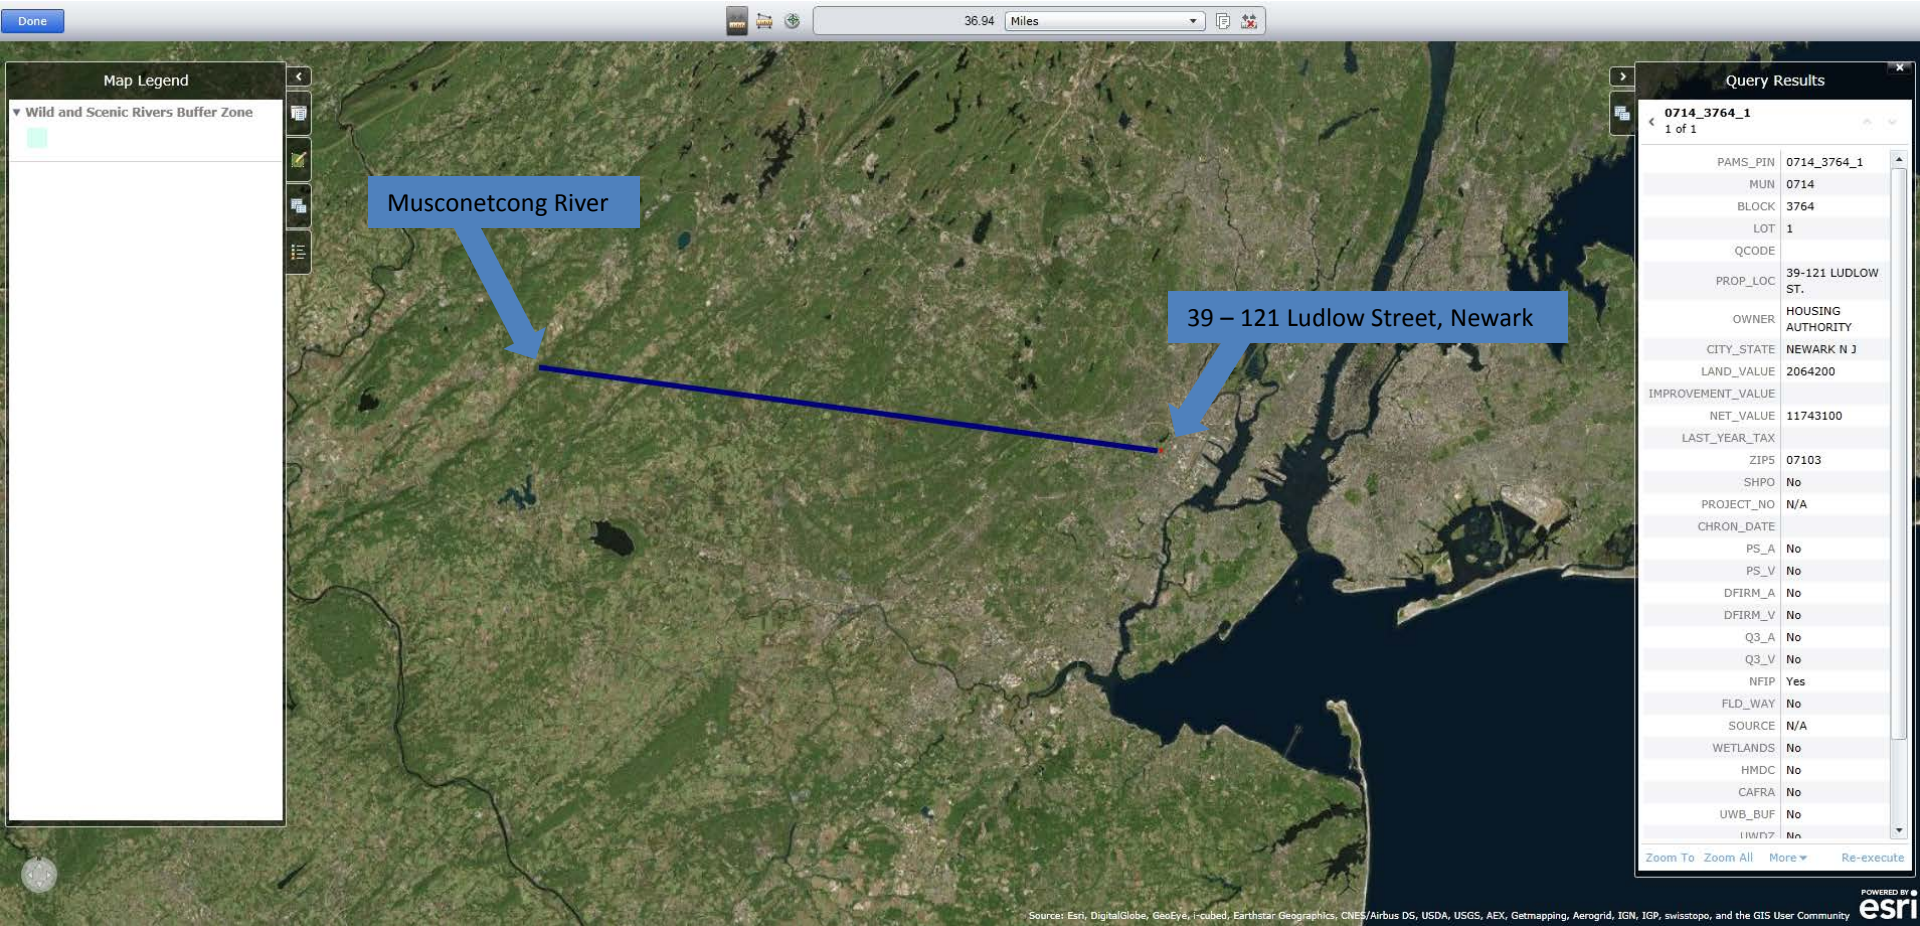 Done
36.94 Miles
Map Legend
Wild and Scenic Rivers Buffer Zone
Musconetcong River
39 – 121 Ludlow Street, Newark
Query Results
0714_3764_1
1 of 1
PAMS_PIN 0714_3764_1
MUN 0714
BLOCK 3764
LOT 1
QCODE
PROP_LOC 39-121 LUDLOW
ST.
OWNER HOUSING
AUTHORITY
CITY_STATE NEWARK N J
LAND_VALUE 2064200
IMPROVEMENT_VALUE
NET_VALUE 11743100
LAST_YEAR_TAX
ZIP5 07103
SHPO No
PROJECT_NO N/A
CHRON_DATE
PS_A No
PS_V No
DFIRM_A No
DFIRM_V No
Q3_A No
Q3_V No
NFIP Yes
FLD_WAY No
SOURCE N/A
WETLANDS No
HMDC No
CAFRA No
UWB_BUF No
UWDZ No
Zoom To Zoom All More Re-execute
POWERED BY
esri
Source: Esri, DigitalGlobe, GeoEye, i-cubed, Earthstar Geographics, CNES/Airbus DS, USDA, USGS, AEX, Getmapping, Aerogrid, IGN, IGP, swisstopo, and the GIS User Community